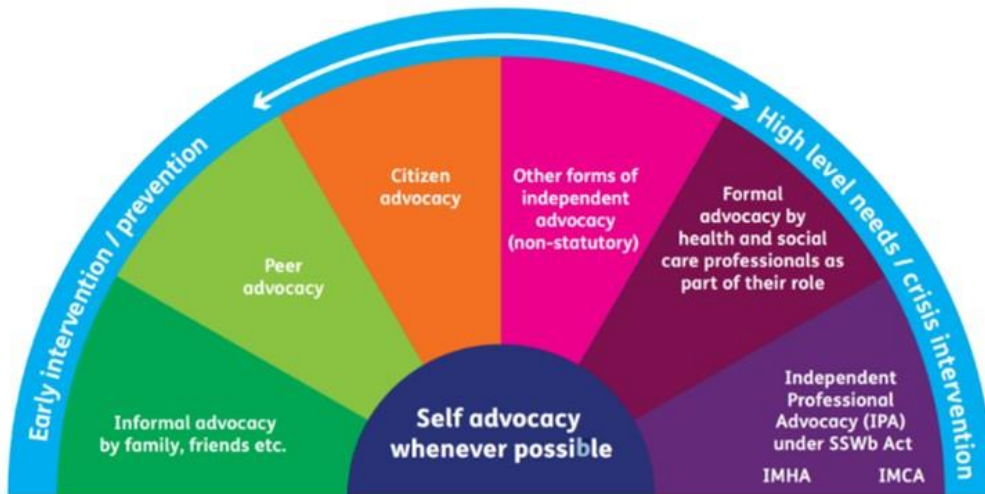 Early intervention / prevention
High level needs / crisis intervention
Informal advocacy
by family, friends etc.
Peer
advocacy
Citizen
advocacy
Other forms of
independent
advocacy
(non-statutory)
Formal
advocacy by
health and social
care professionals as
part of their role
Independent
Professional
Advocacy (IPA)
under SSWb Act
IMHA IMCA
Self advocacy
whenever possible